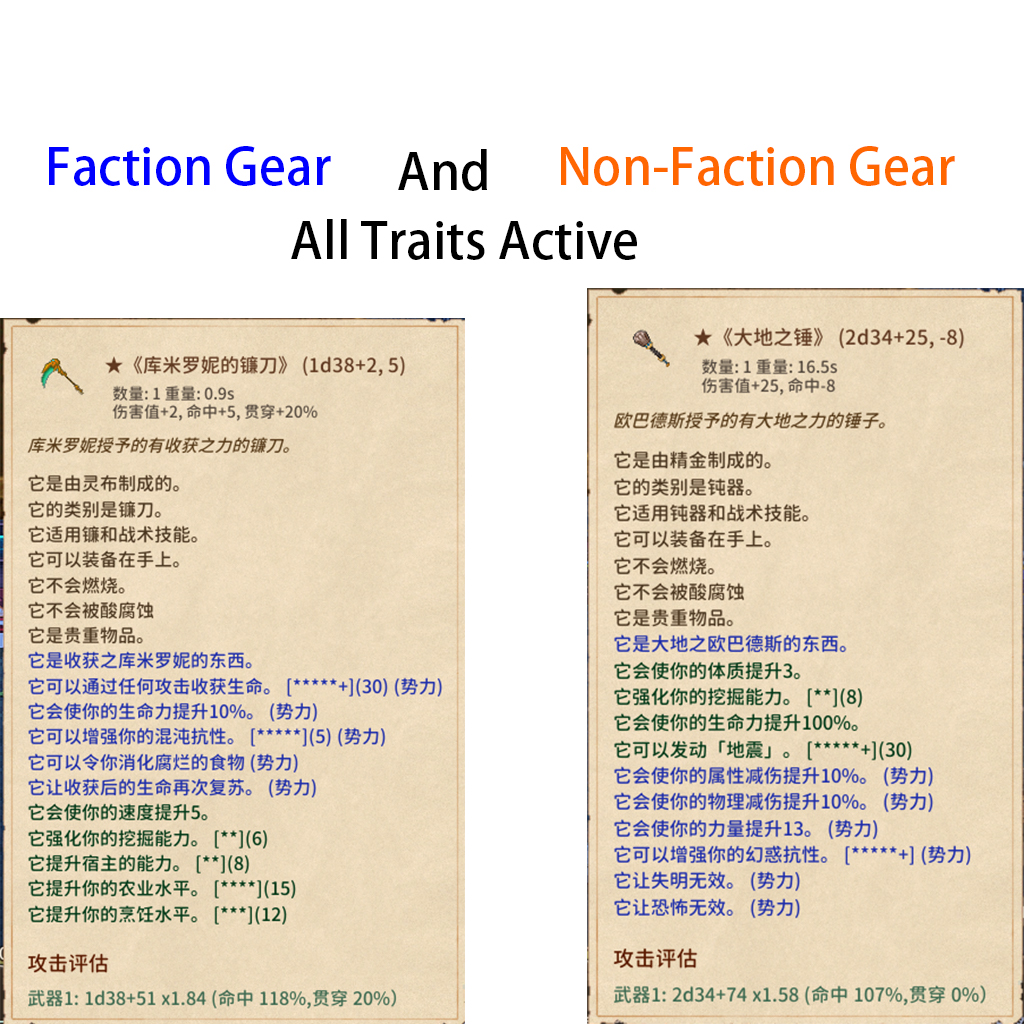 Faction Gear And Non-Faction Gear
All Traits Active
★《库米罗妮的镰刀》 (1d38+2, 5)
数量: 1 重量: 0.9s
伤害值+2, 命中+5, 贯穿+20%
库米罗妮授予的有收获之力的镰刀。
它是由灵布制成的。
它的类别是镰刀。
它适用镰和战术技能。
它可以装备在手上。
它不会燃烧。
它不会被酸腐蚀
它是贵重物品。
它是收获之库米罗妮的东西。
它可以通过任何攻击收获生命。 [*****+](30) (势力)
它会使你的生命力提升10%。 (势力)
它可以增强你的混沌抗性。 [*****](5) (势力)
它可以令你消化腐烂的食物 (势力)
它让收获后的生命再次复苏。 (势力)
它会使你的速度提升5。
它强化你的挖掘能力。 [**](6)
它提升宿主的能力。 [**](8)
它提升你的农业水平。 [****](15)
它提升你的烹饪水平。 [***](12)
攻击评估
武器1: 1d38+51 x1.84 (命中 118%,贯穿 20%)
★《大地之锤》 (2d34+25, -8)
数量: 1 重量: 16.5s
伤害值+25, 命中-8
欧巴德斯授予的有大地之力的锤子。
它是由精金制成的。
它的类别是钝器。
它适用钝器和战术技能。
它可以装备在手上。
它不会燃烧。
它不会被酸腐蚀
它是贵重物品。
它是大地之欧巴德斯的东西。
它会使你的体质提升3。
它强化你的挖掘能力。 [**](8)
它会使你的生命力提升100%。
它可以发动「地震」。 [*****+](30)
它会使你的属性减伤提升10%。 (势力)
它会使你的物理减伤提升10%。 (势力)
它会使你的力量提升13。 (势力)
它可以增强你的幻惑抗性。 [*****+] (势力)
它让失明无效。 (势力)
它让恐怖无效。 (势力)
攻击评估
武器1: 2d34+74 x1.58 (命中 107%,贯穿 0%)